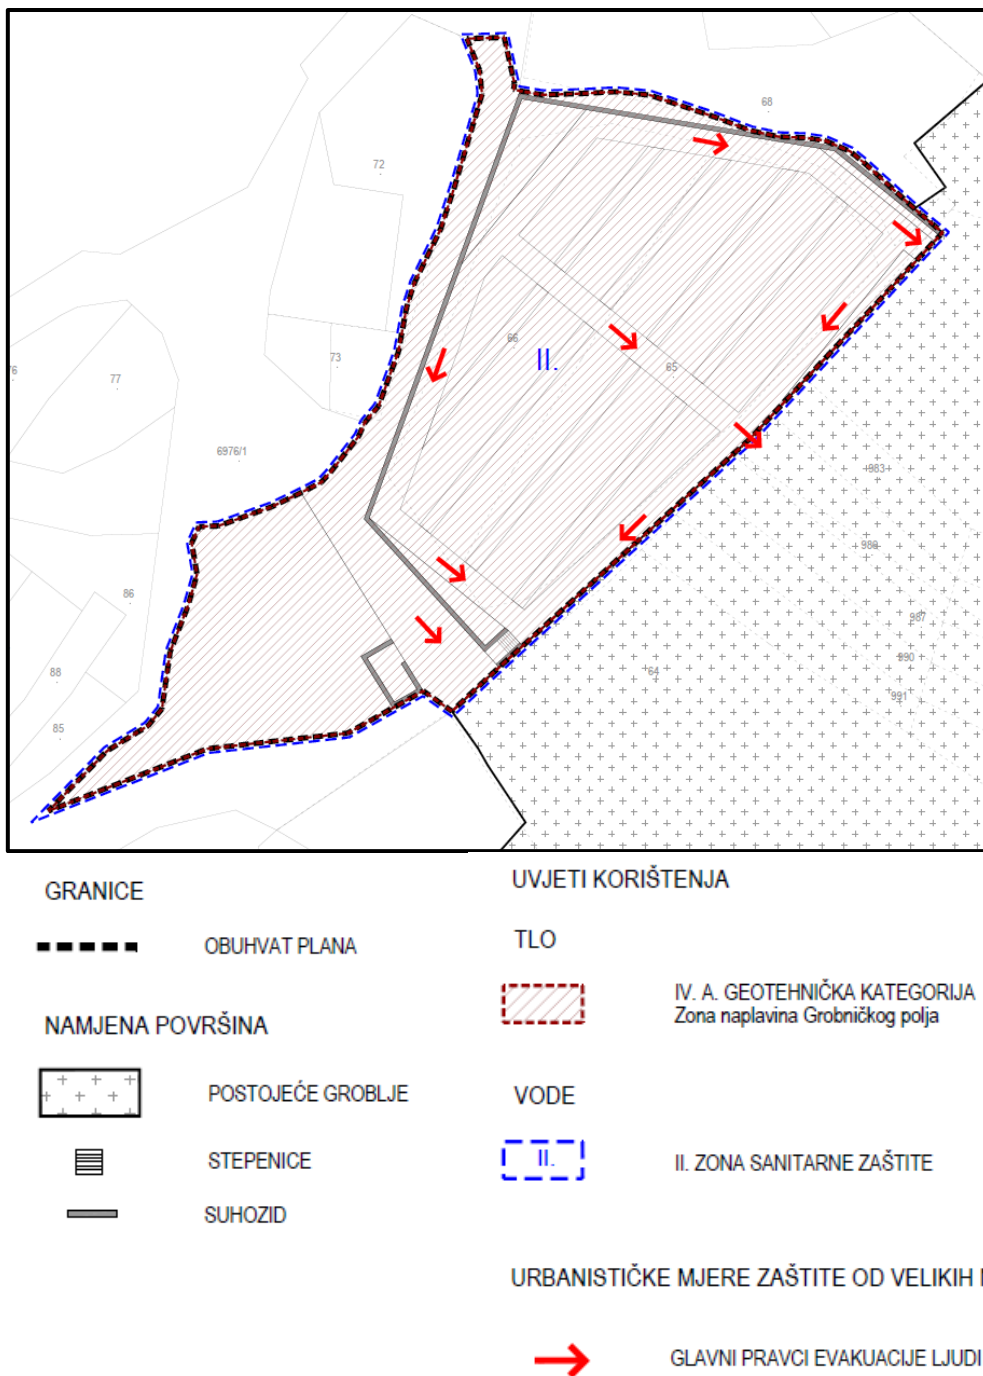 68
72
66
II.
73
65
76
77
6976/1
983
989
86
987
990
88
64
991
85
GRANICE
OBUHVAT PLANA
NAMJENA POVRŠINA
POSTOJEĆE GROBLJE
STEPENICE
SUHOZID
UVJETI KORIŠTENJA
TLO
IV. A. GEOTEHNIČKA KATEGORIJA
Zona naplavina Grobničkog polja
VODE
II.
II. ZONA SANITARNE ZAŠTITE
URBANISTIČKE MJERE ZAŠTITE OD VELIKIH
GLAVNI PRAVCI EVAKUACIJE LJUDI